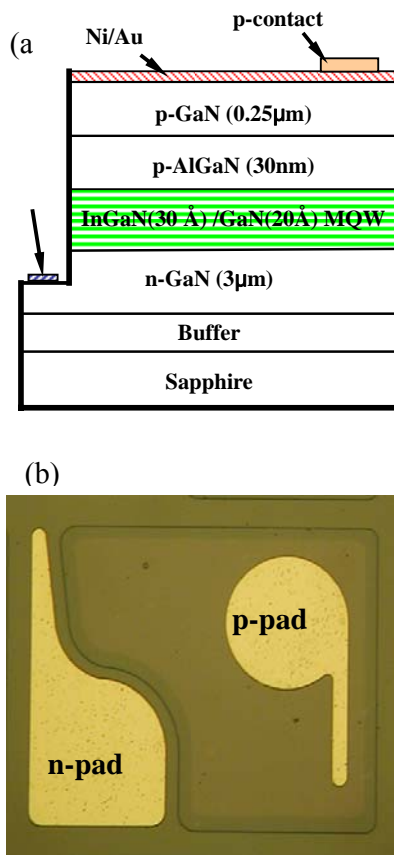 (a
Ni/Au
p-contact
p-GaN (0.25µm)
p-AlGaN (30nm)
InGaN(30 Å) /GaN(20Å) MQW
n-GaN (3µm)
Buffer
Sapphire
(b)
p-pad
n-pad